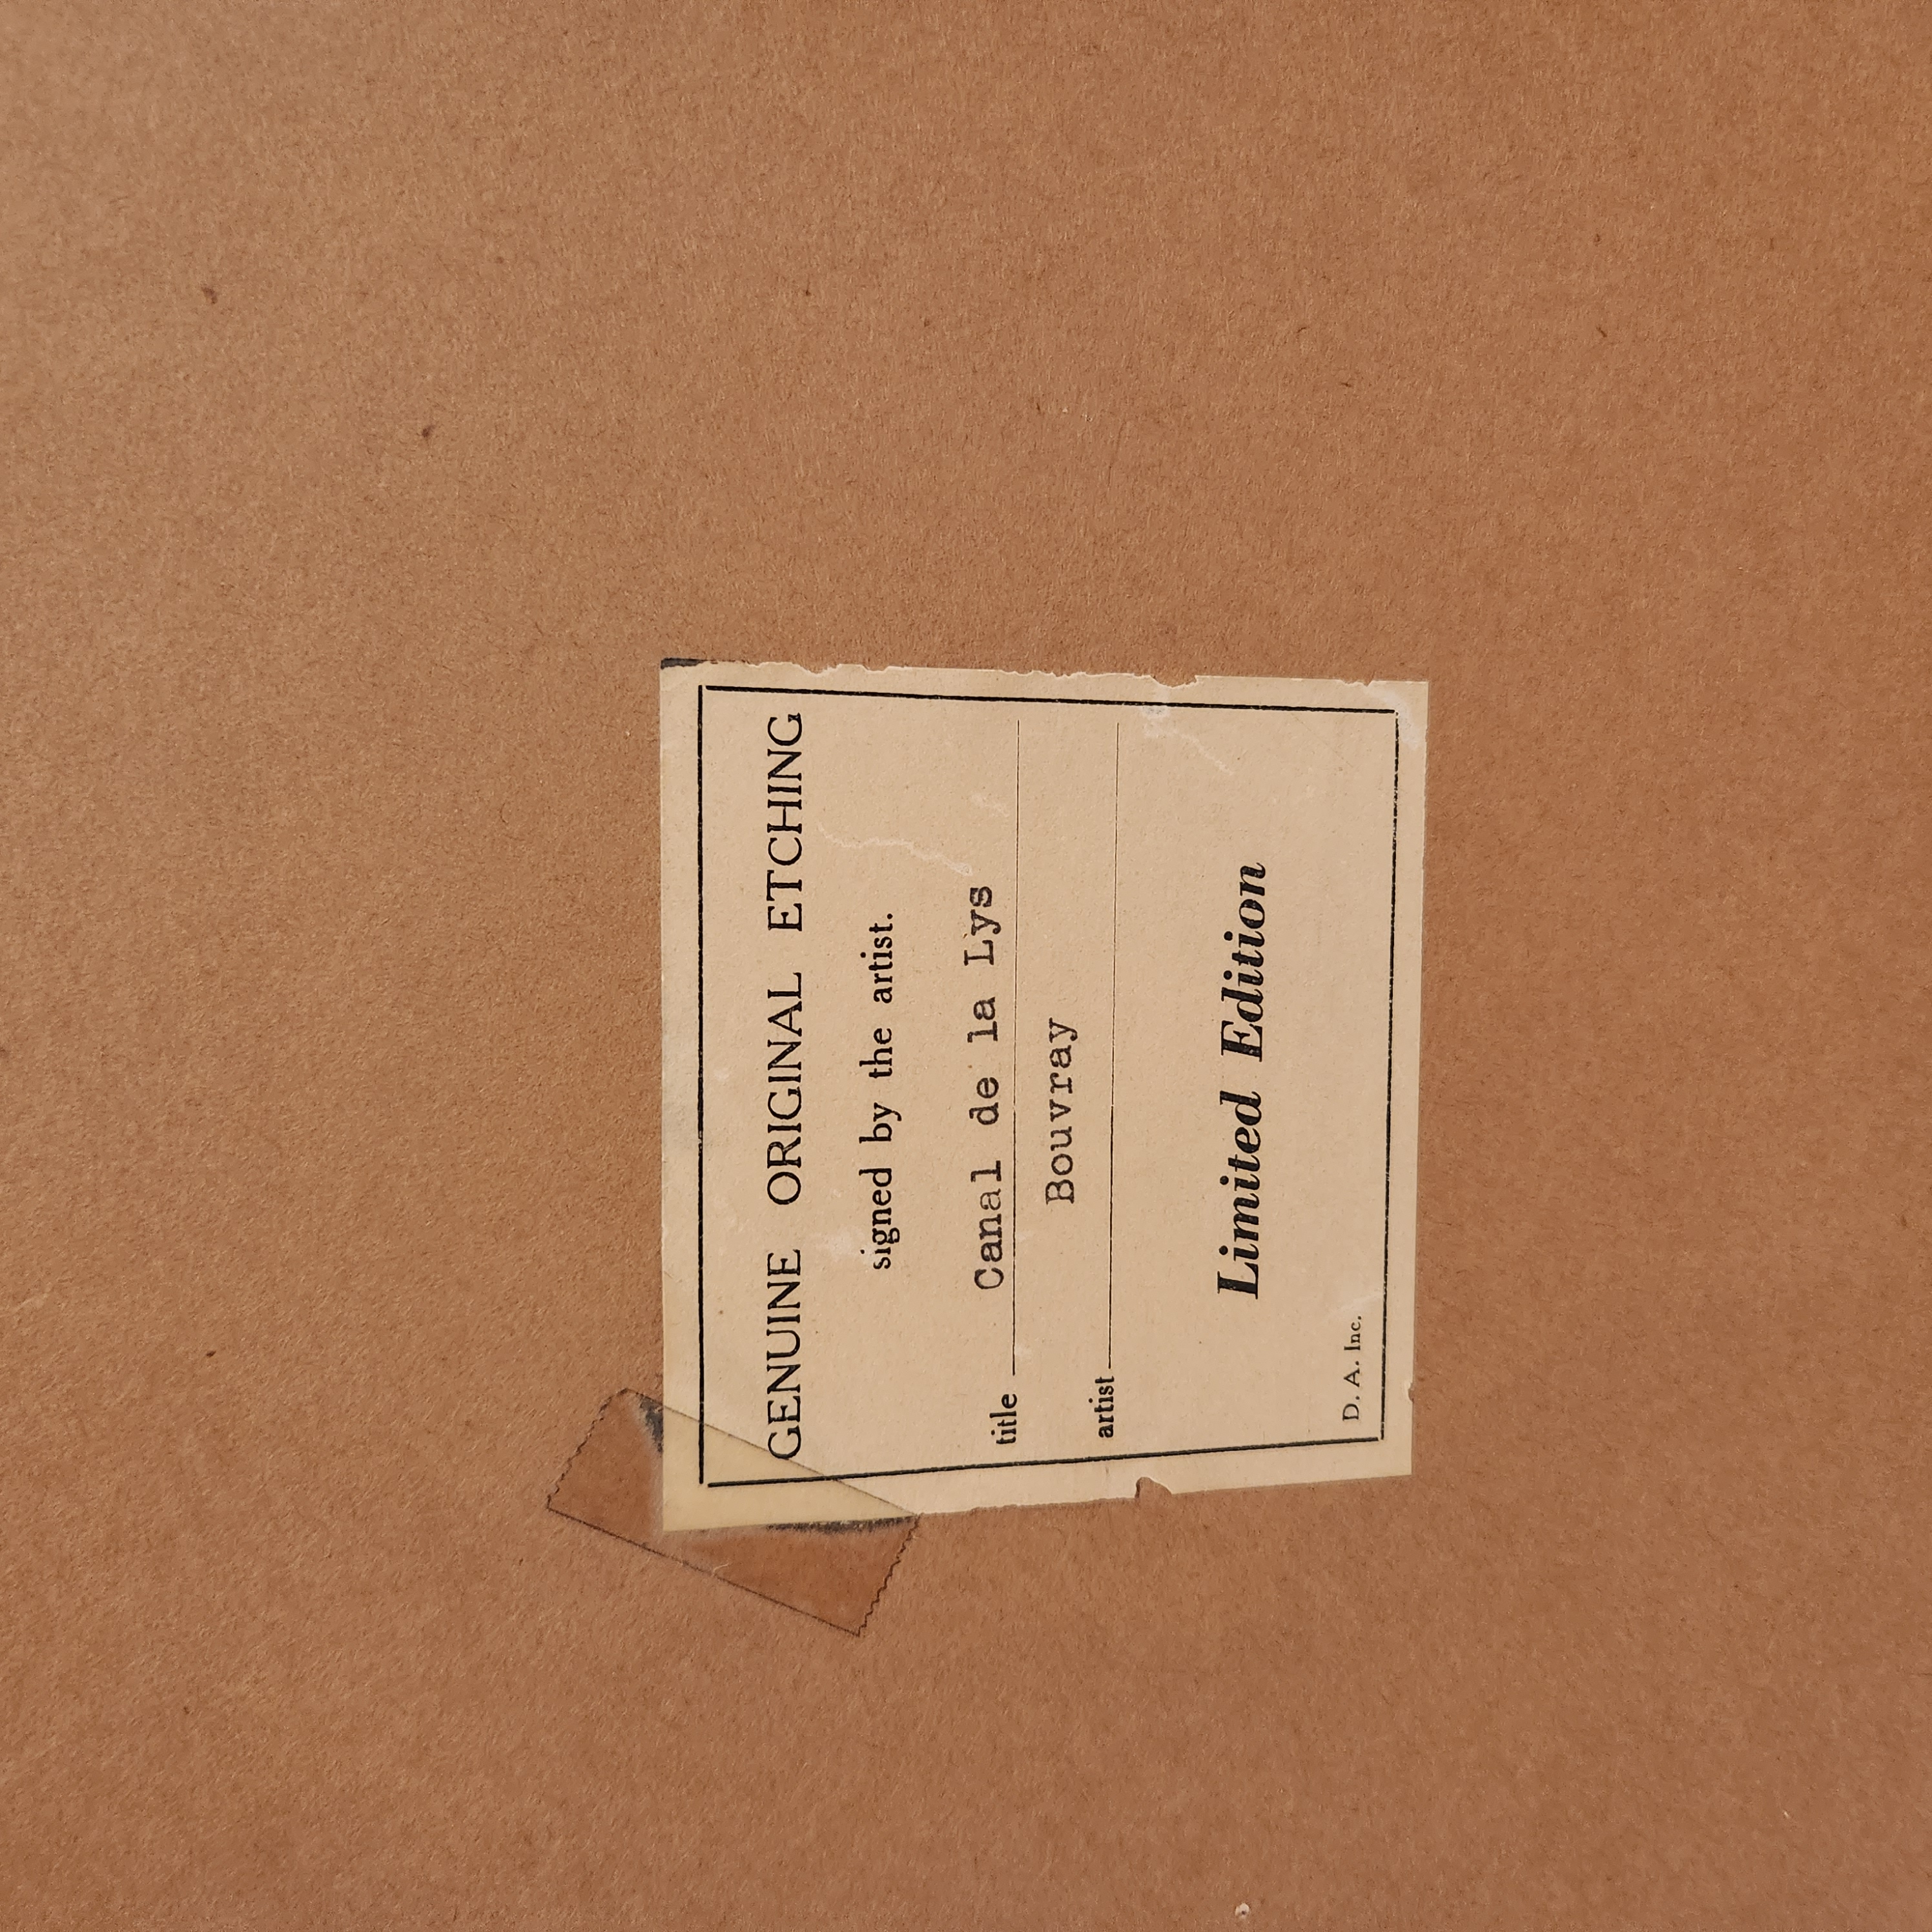 GENUINE ORIGINAL ETCHING
signed by the artist.
title Canal de la Lys
artist Bouvray
Limited Edition
D. A. Inc.